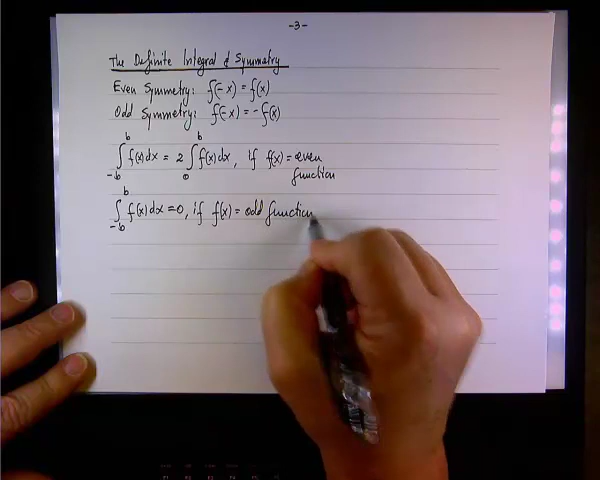 -3-
The Definite Integral & Symmetry
Even Symmetry: f(-x) = f(x)
Odd Symmetry: f(-x) = -f(x)
∫_{-b}^{b} f(x)dx = 2 ∫_{0}^{b} f(x)dx, if f(x) = even
function
∫_{-b}^{b} f(x)dx = 0, if f(x) = odd function